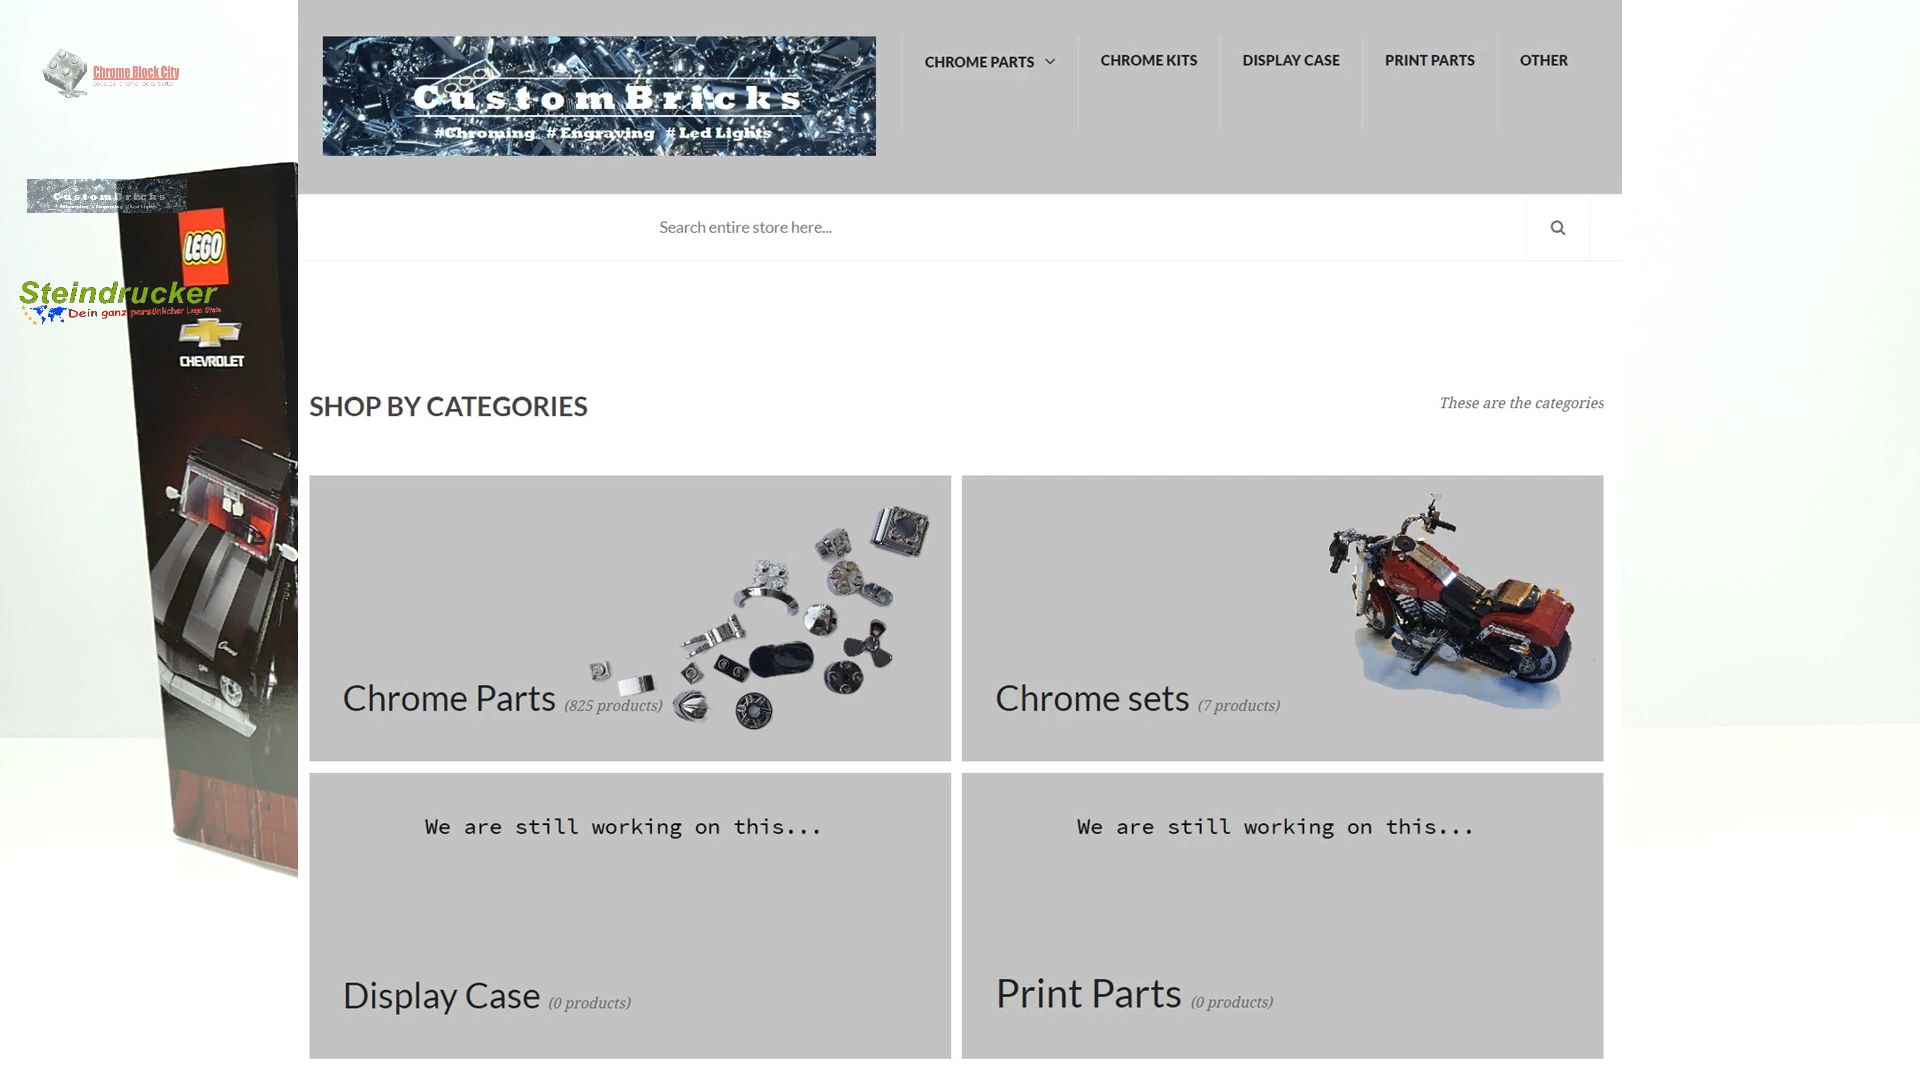 Chrome Block City
CustomBricks
#Chroming #Engraving #Led Lights
CHROME PARTS
CHROME KITS
DISPLAY CASE
PRINT PARTS
OTHER
CustomBricks
LEGO
Steindrucker
Dein ganz persönlicher Lego Stein
CHEVROLET
Search entire store here...
SHOP BY CATEGORIES
These are the categories
Chrome Parts (825 products)
Chrome sets (7 products)
We are still working on this...
Display Case (0 products)
We are still working on this...
Print Parts (0 products)